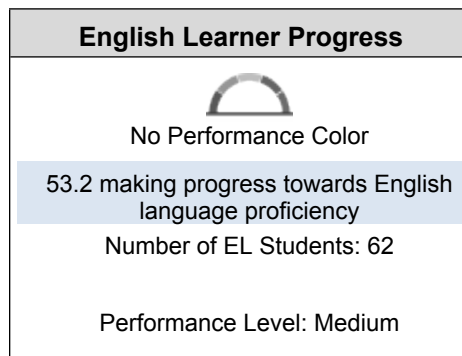 English Learner Progress
No Performance Color
53.2 making progress towards English
language proficiency
Number of EL Students: 62
Performance Level: Medium